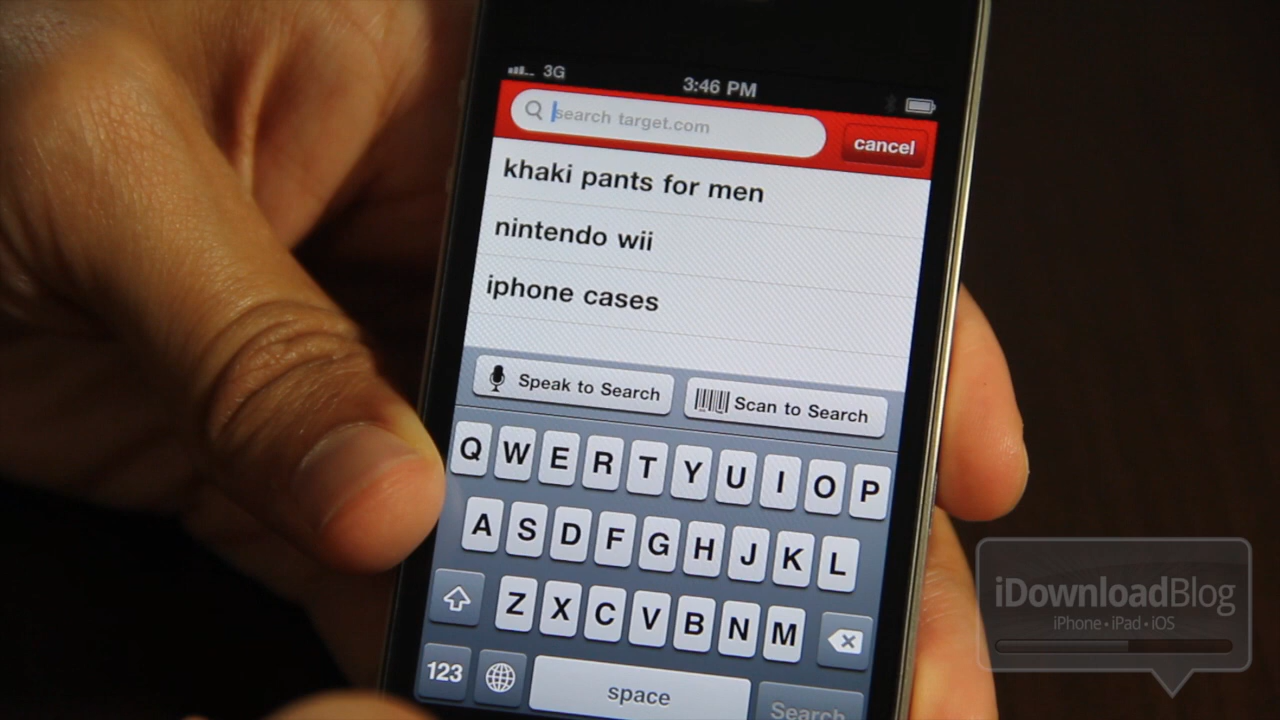 3G
3:46 PM
search target.com
cancel
khaki pants for men
nintendo wii
iphone cases
Speak to Search
Scan to Search
Q W E R T Y U I O P
A S D F G H J K L
Z X C V B N M
123
space
Search
iDownloadBlog
iPhone • iPad • iOS